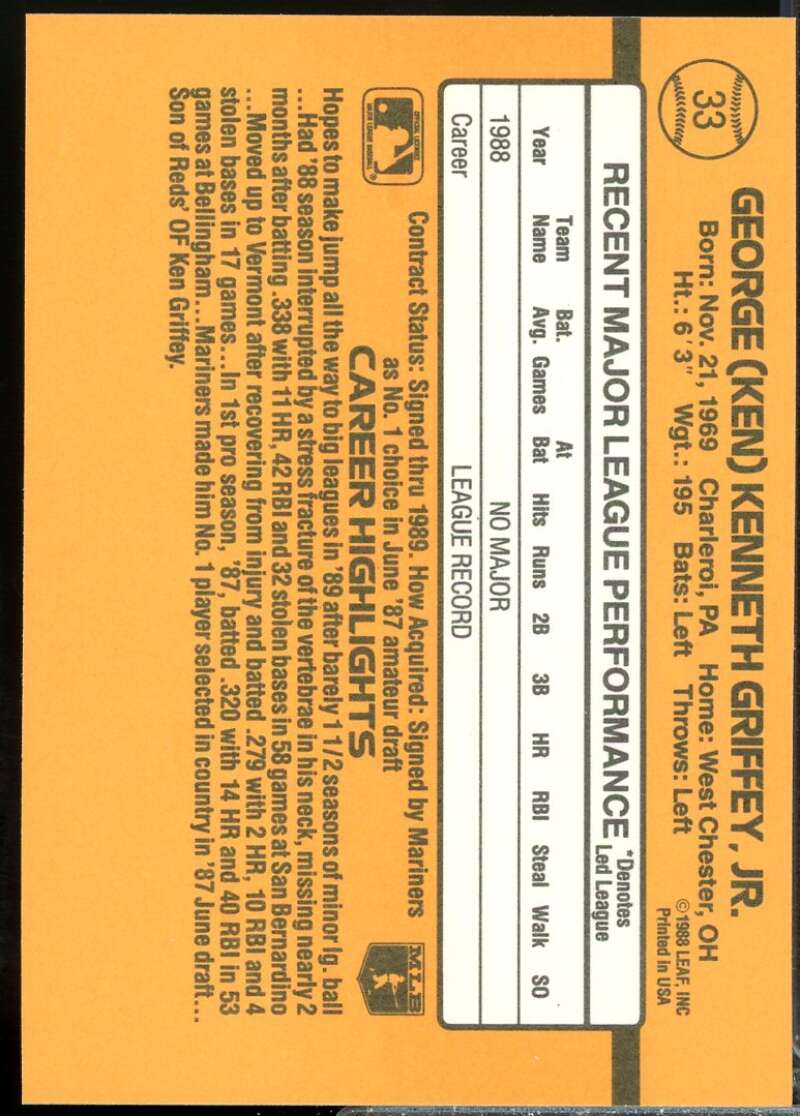 33
GEORGE (KEN) KENNETH GRIFFEY, JR.
Born: Nov. 21, 1969 Charleroi, PA Home: West Chester, OH
Ht.: 6'3" Wgt.: 195 Bats: Left Throws: Left
©1988 LEAF, INC
Printed in USA
RECENT MAJOR LEAGUE PERFORMANCE *Denotes Led League
Year Team Name Bat. Avg. Games At Bat Hits Runs 2B 3B HR RBI Steal Walk SO
1988 NO MAJOR
Career LEAGUE RECORD
OFFICIAL LICENSEE
MAJOR LEAGUE BASEBALL
®
Contract Status: Signed thru 1989. How Acquired: Signed by Mariners
as No. 1 choice in June '87 amateur draft
MLB
CAREER HIGHLIGHTS
Hopes to make jump all the way to big leagues in '89 after barely 1 1/2 seasons of minor lg. ball
...Had '88 season interrupted by a stress fracture of the vertebrae in his neck, missing nearly 2
months after batting .338 with 11 HR, 42 RBI and 32 stolen bases in 58 games at San Bernardino
...Moved up to Vermont after recovering from injury and batted .279 with 2 HR, 10 RBI and 4
stolen bases in 17 games...In 1st pro season, '87, batted .320 with 14 HR and 40 RBI in 53
games at Bellingham...Mariners made him No. 1 player selected in country in '87 June draft...
Son of Reds' OF Ken Griffey.